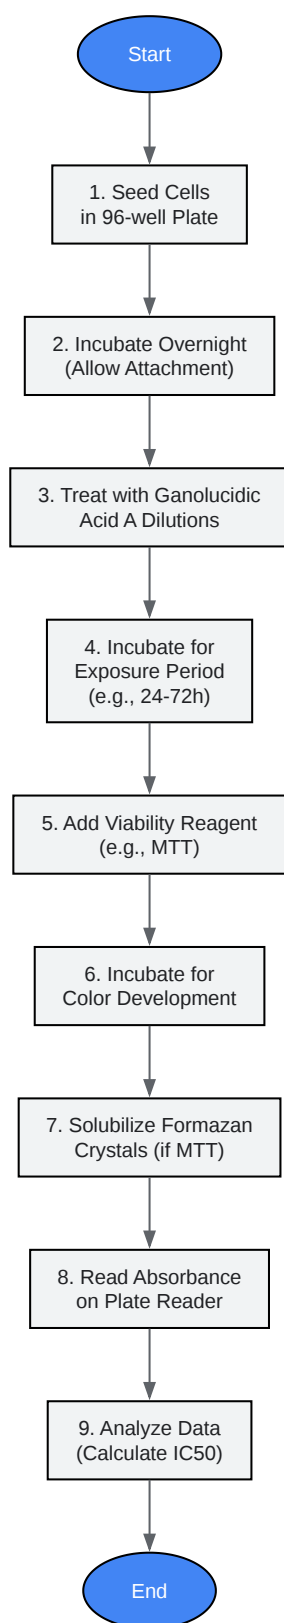 Start
1. Seed Cells
in 96-well Plate
2. Incubate Overnight
(Allow Attachment)
3. Treat with Ganolucidic
Acid A Dilutions
4. Incubate for
Exposure Period
(e.g., 24-72h)
5. Add Viability Reagent
(e.g., MTT)
6. Incubate for
Color Development
7. Solubilize Formazan
Crystals (if MTT)
8. Read Absorbance
on Plate Reader
9. Analyze Data
(Calculate IC50)
End